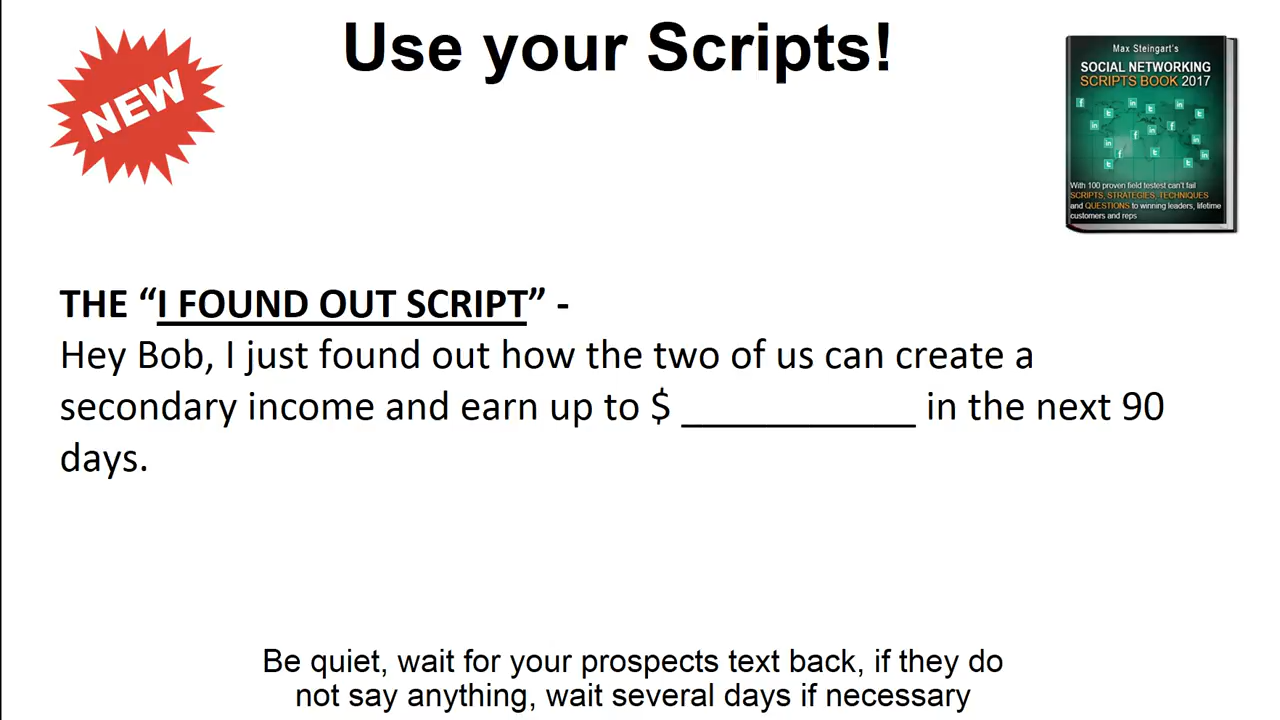 Use your Scripts!
NEW
Max Steingart's
SOCIAL NETWORKING
SCRIPTS BOOK 2017
With 100 proven field testest can't fail
SCRIPTS, STRATEGIES, TECHNIQUES
and QUESTIONS to winning leaders, lifetime
customers and reps
THE “I FOUND OUT SCRIPT” -
Hey Bob, I just found out how the two of us can create a
secondary income and earn up to $ ___________ in the next 90
days.
Be quiet, wait for your prospects text back, if they do
not say anything, wait several days if necessary